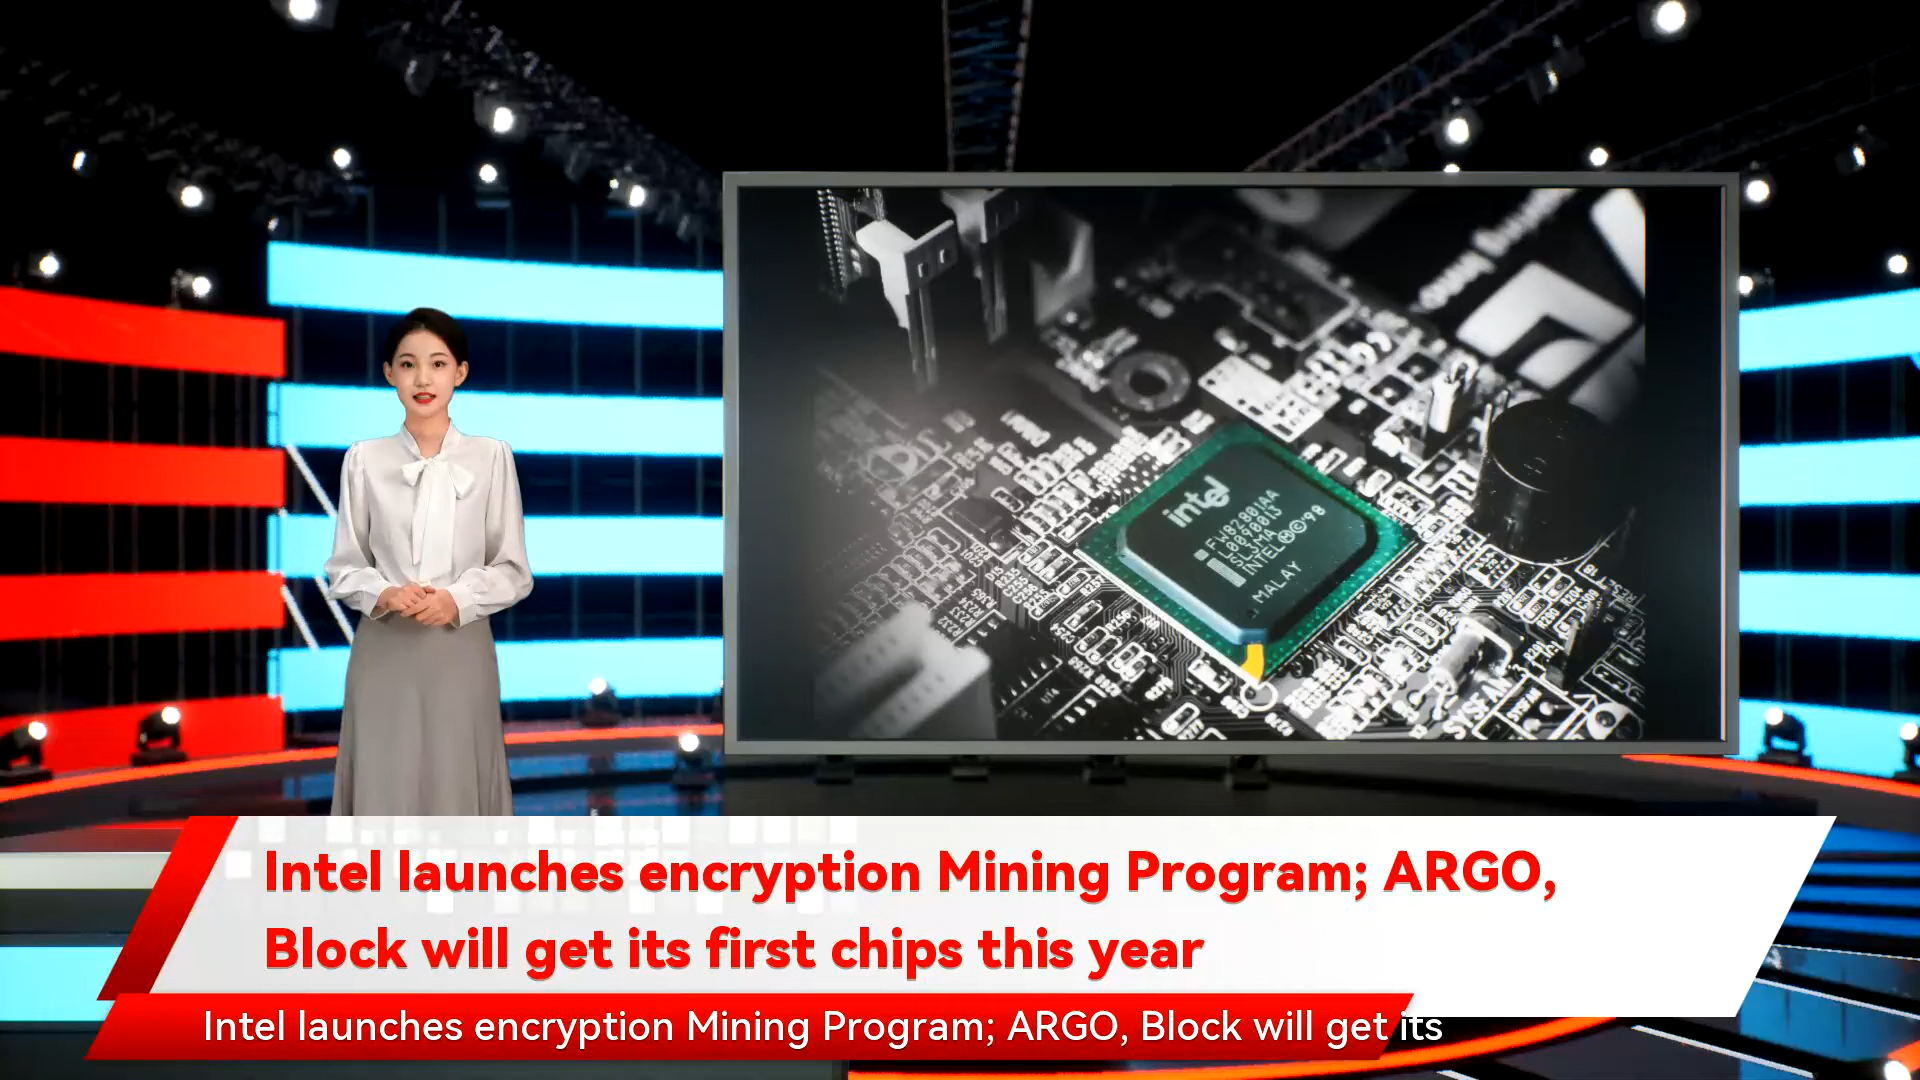 intel
FW82801AA
L0090013
SL3MA
INTEL Ⓜ©'98
MALAY
Intel launches encryption Mining Program; ARGO,
Block will get its first chips this year
Intel launches encryption Mining Program; ARGO, Block will get its